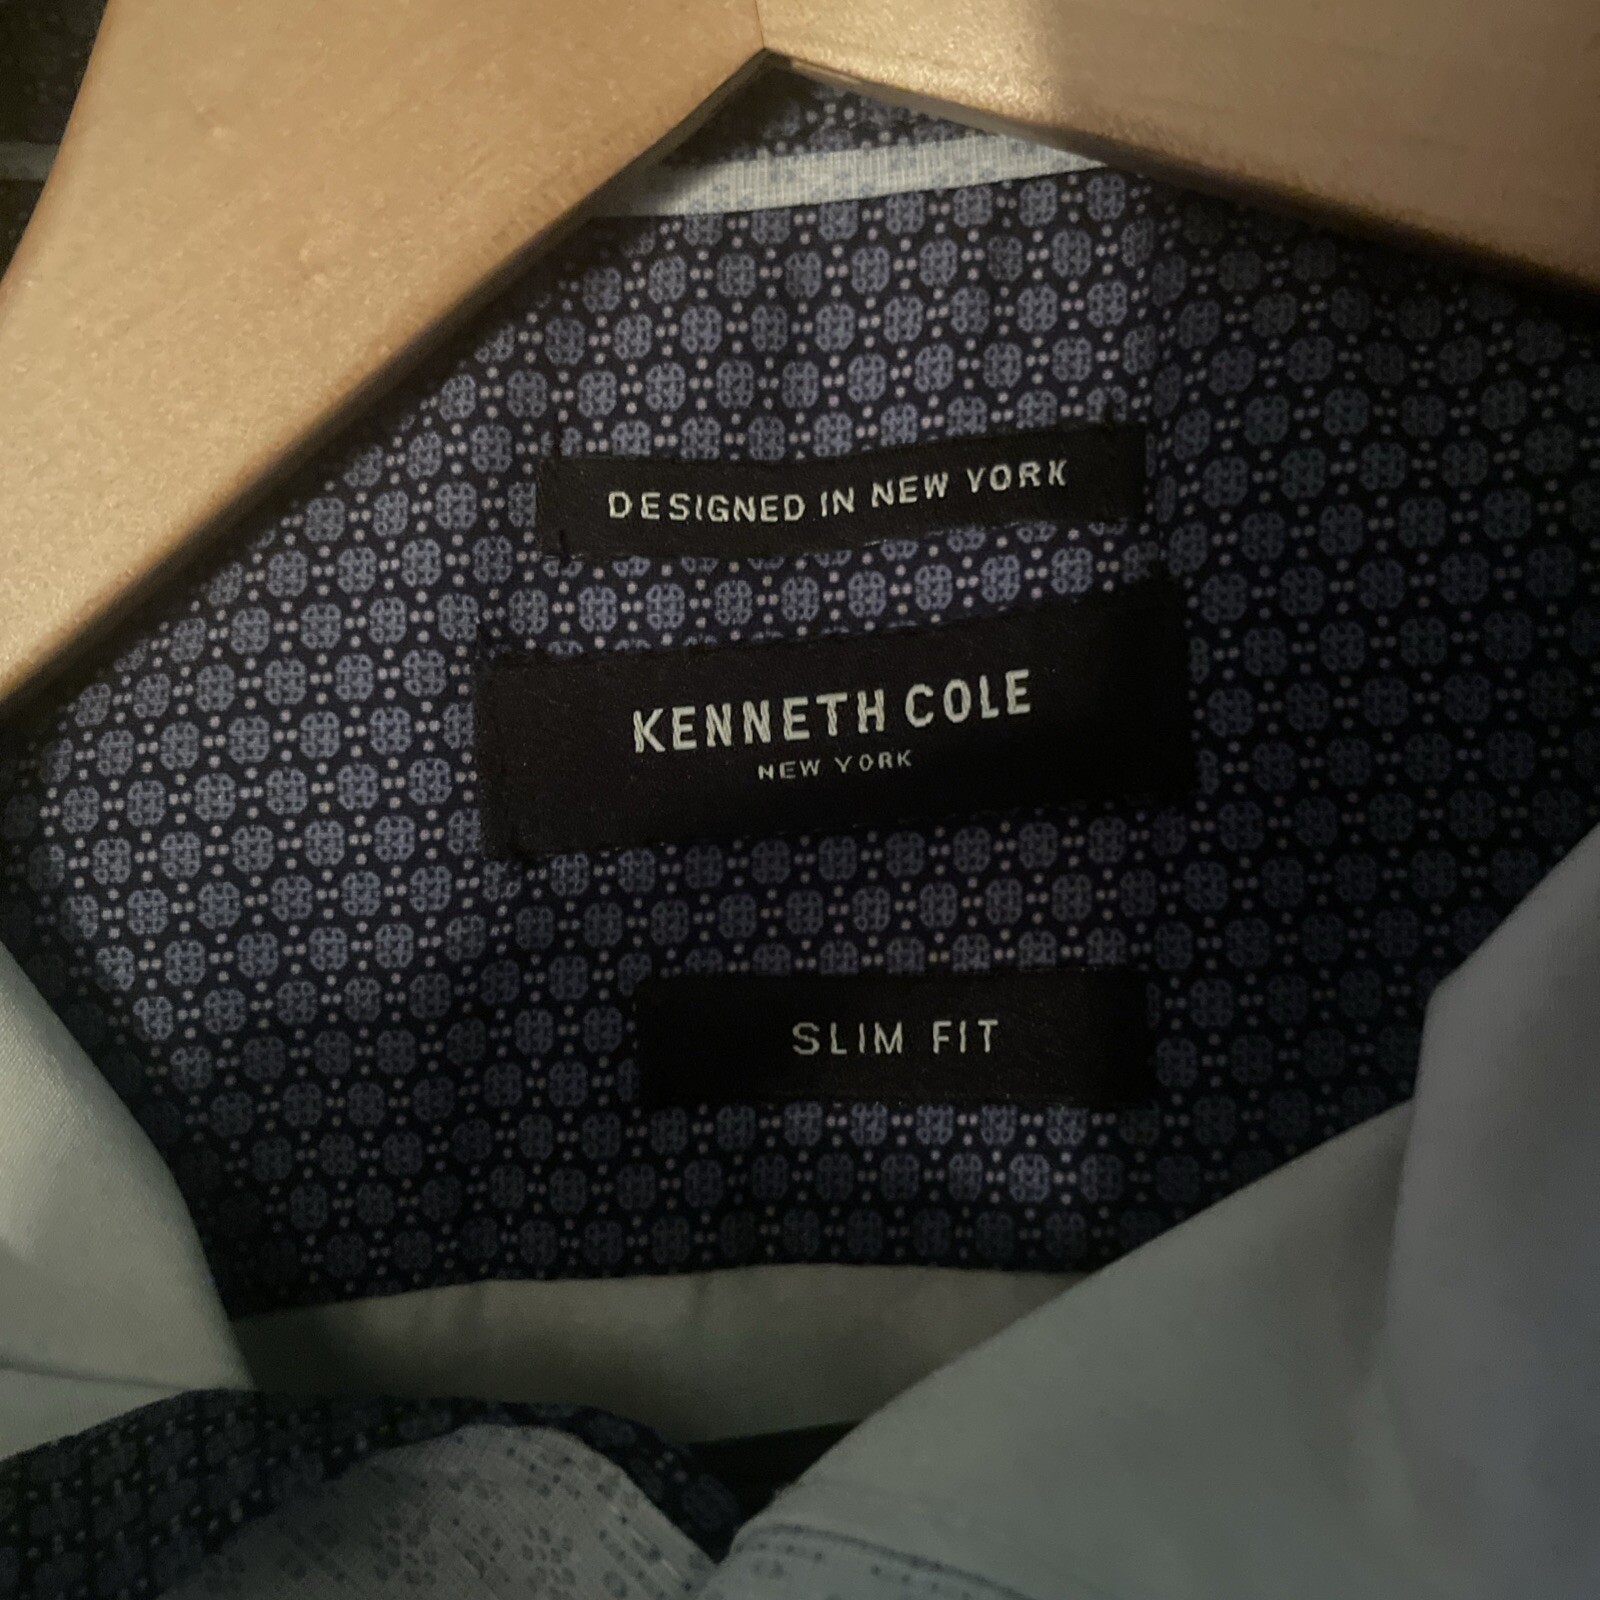 DESIGNED IN NEW YORK
KENNETH COLE
NEW YORK
SLIM FIT